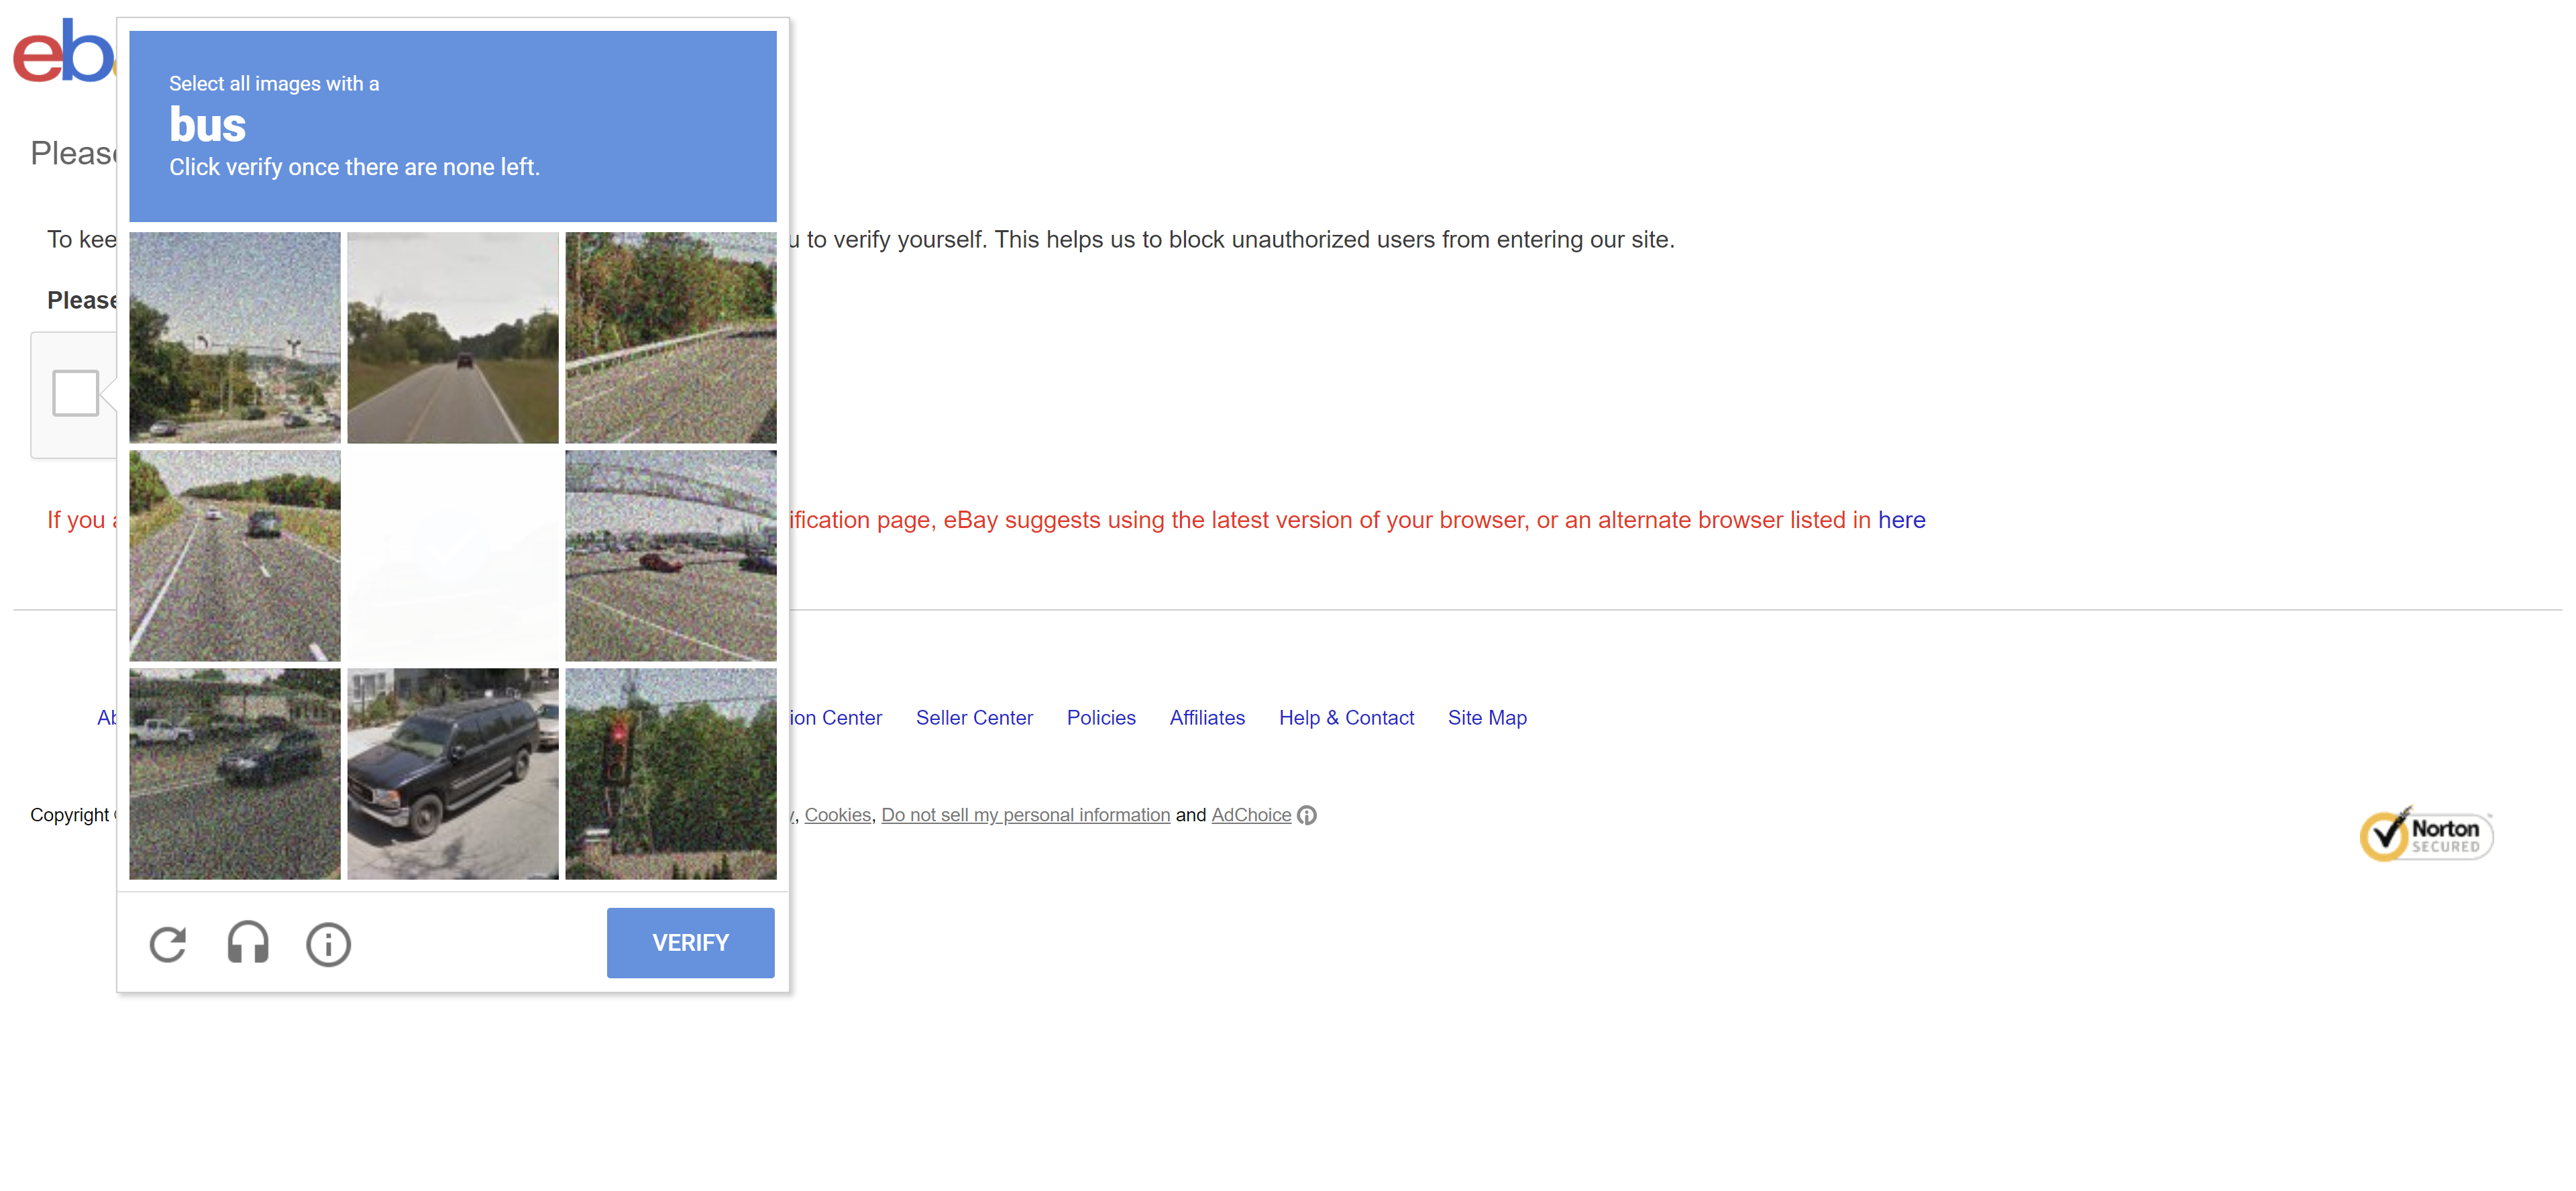 eb
Select all images with a
bus
Click verify once there are none left.
Please
To kee u to verify yourself. This helps us to block unauthorized users from entering our site.
Please
If you a ification page, eBay suggests using the latest version of your browser, or an alternate browser listed in here
Ab ion Center Seller Center Policies Affiliates Help & Contact Site Map
Copyright , Cookies, Do not sell my personal information and AdChoice
Norton
SECURED
VERIFY